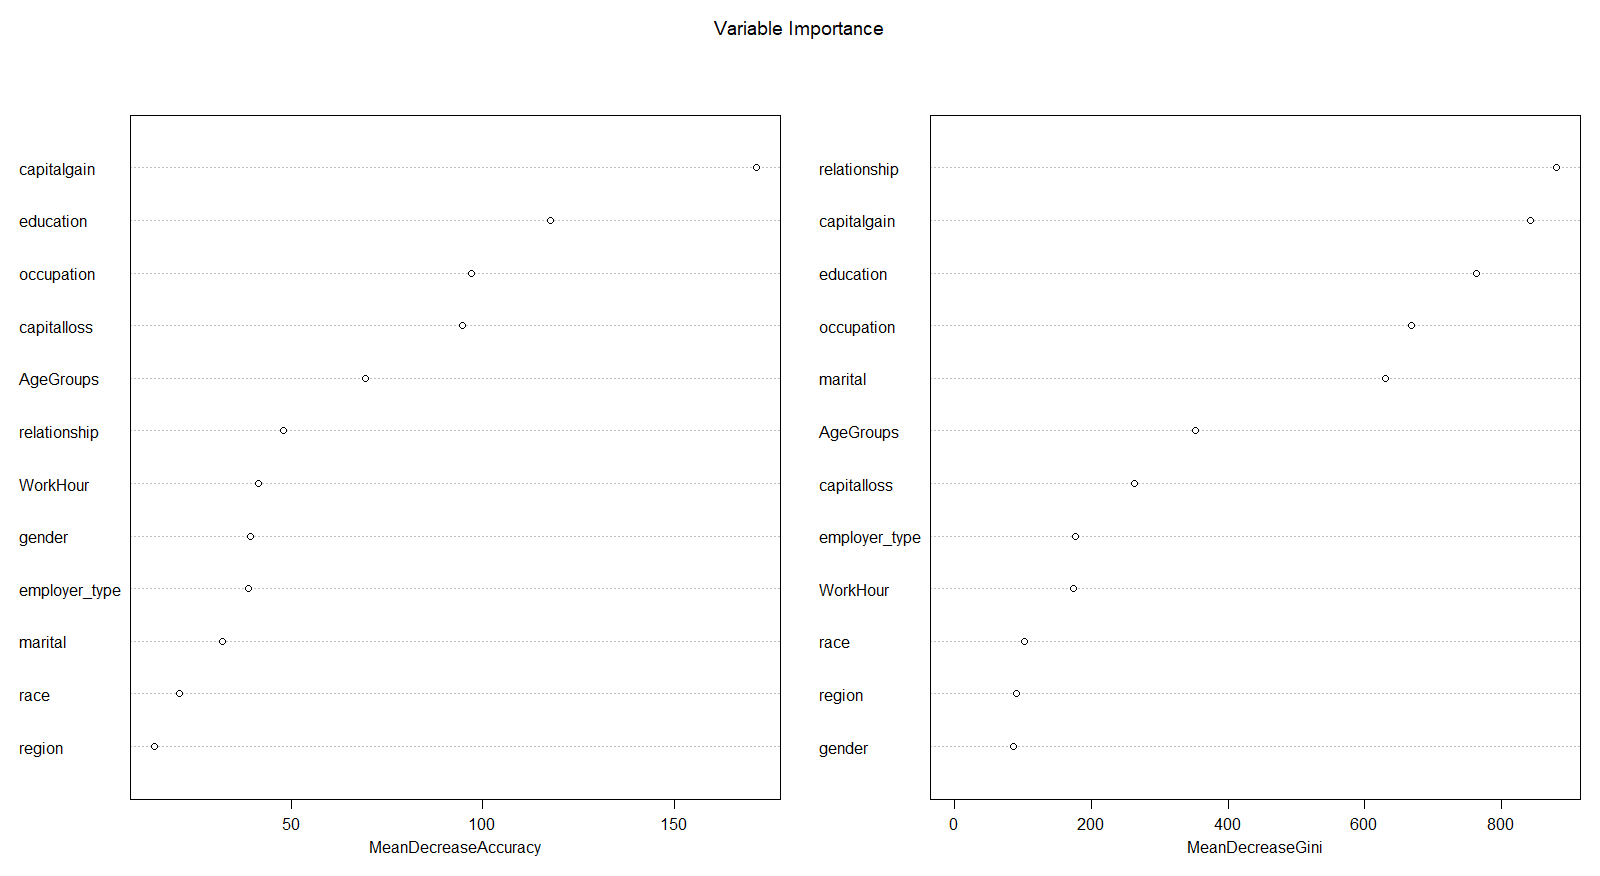 Variable Importance
capitalgain
education
occupation
capitalloss
AgeGroups
relationship
WorkHour
gender
employer_type
marital
race
region
50 100 150
MeanDecreaseAccuracy
relationship
capitalgain
education
occupation
marital
AgeGroups
capitalloss
employer_type
WorkHour
race
region
gender
0 200 400 600 800
MeanDecreaseGini